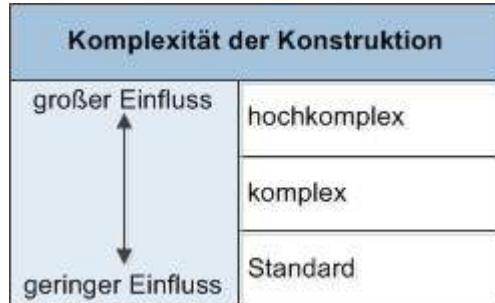 Komplexität der Konstruktion
großer Einfluss
hochkomplex
komplex
Standard
geringer Einfluss